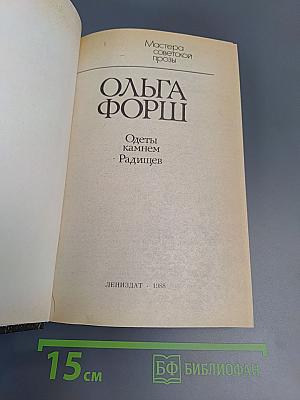 Мастера
советской
прозы
ОЛЬГА
ФОРШ
Одеты
камнем
Радищев
ЛЕНИЗДАТ · 1988
15 см
БФ БИБЛИОФАН